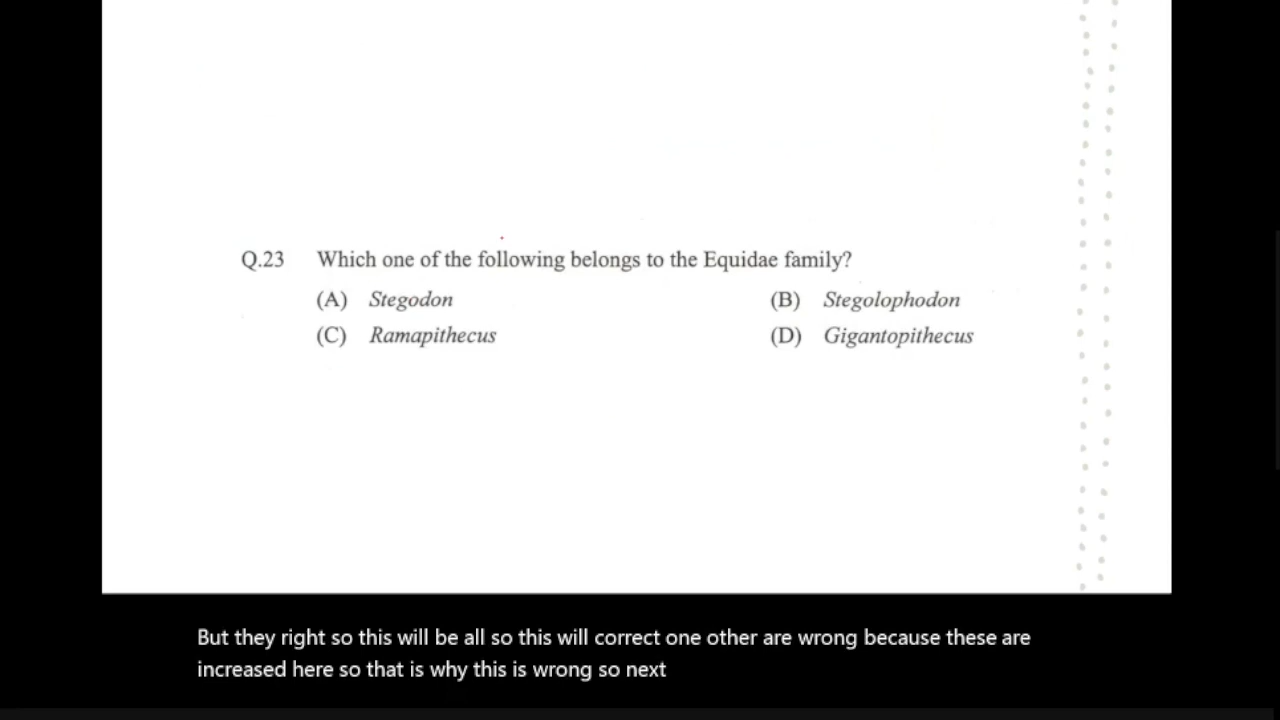 Q.23 Which one of the following belongs to the Equidae family?
(A) Stegodon (B) Stegolophodon
(C) Ramapithecus (D) Gigantopithecus
But they right so this will be all so this will correct one other are wrong because these are
increased here so that is why this is wrong so next